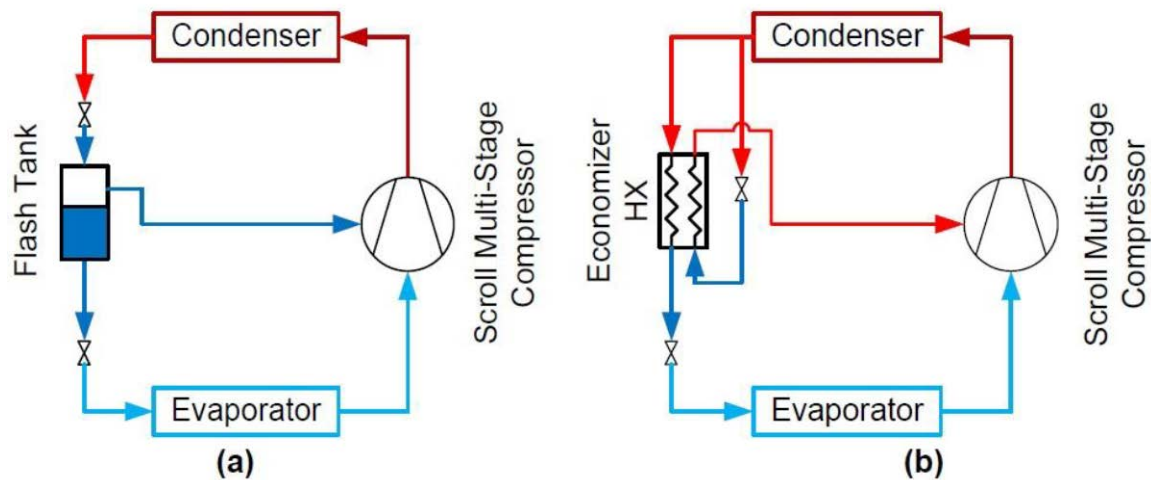 Condenser
Flash Tank
Scroll Multi-Stage
Compressor
Evaporator
(a)
Condenser
Economizer
HX
Scroll Multi-Stage
Compressor
Evaporator
(b)